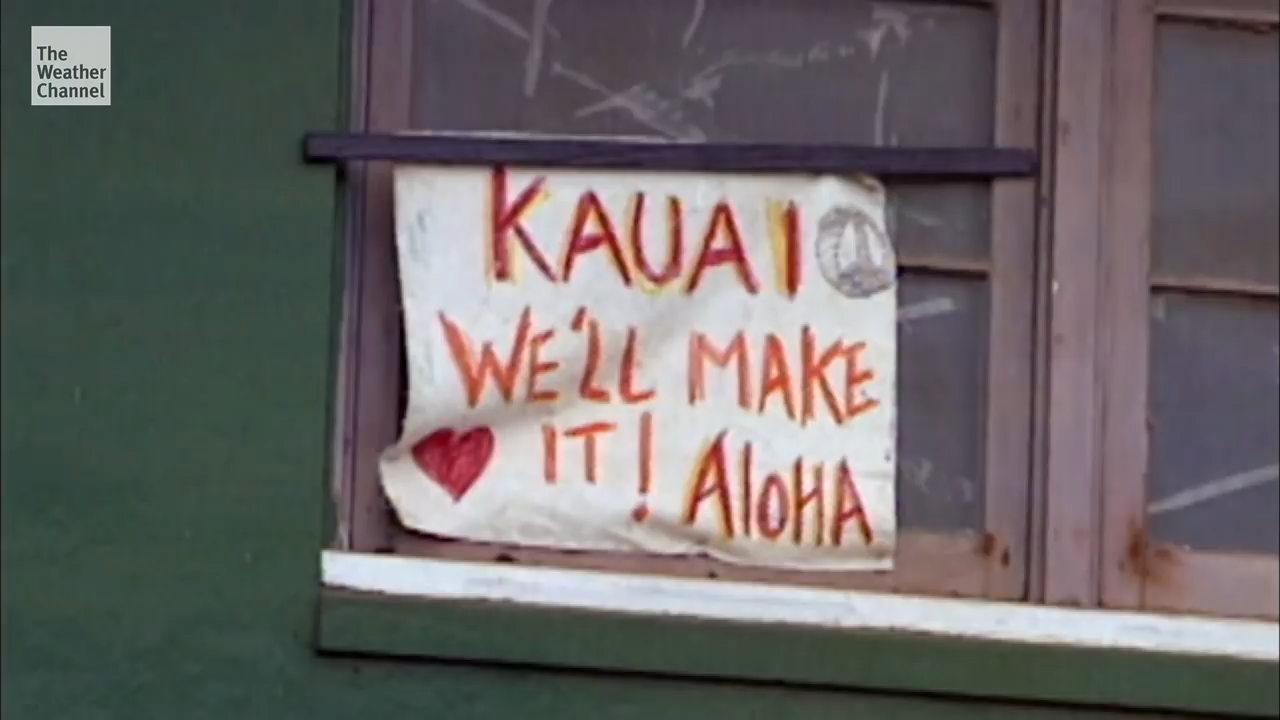 The
Weather
Channel
KAUAI
WE'LL MAKE
IT! ALOHA